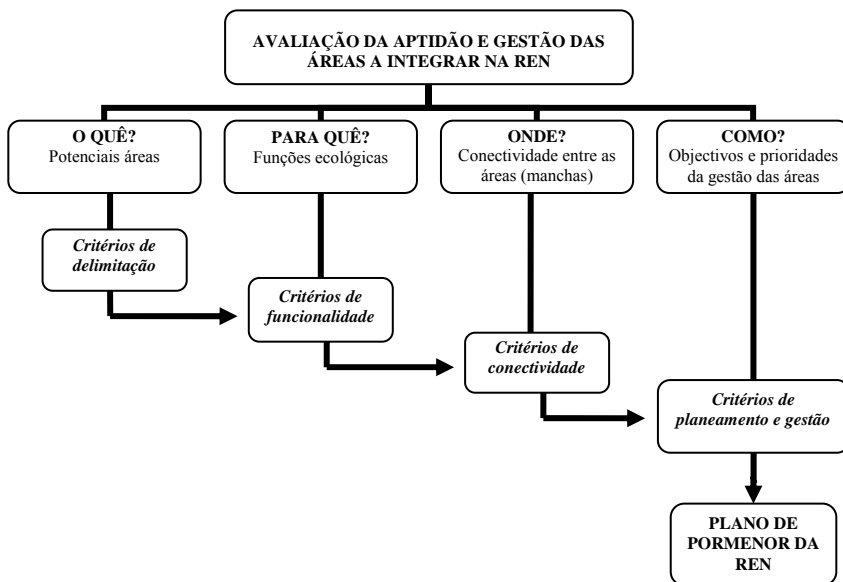 AVALIAÇÃO DA APTIDÃO E GESTÃO DAS
ÁREAS A INTEGRAR NA REN
O QUÊ?
Potenciais áreas
PARA QUÊ?
Funções ecológicas
ONDE?
Conectividade entre as
áreas (manchas)
COMO?
Objectivos e prioridades
da gestão das áreas
Critérios de
delimitação
Critérios de
funcionalidade
Critérios de
conectividade
Critérios de
planeamento e gestão
PLANO DE
PORMENOR DA
REN